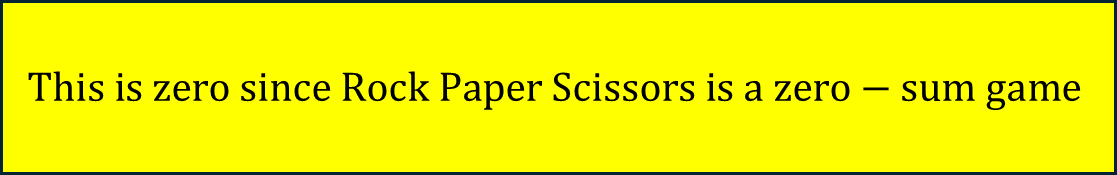 This is zero since Rock Paper Scissors is a zero − sum game